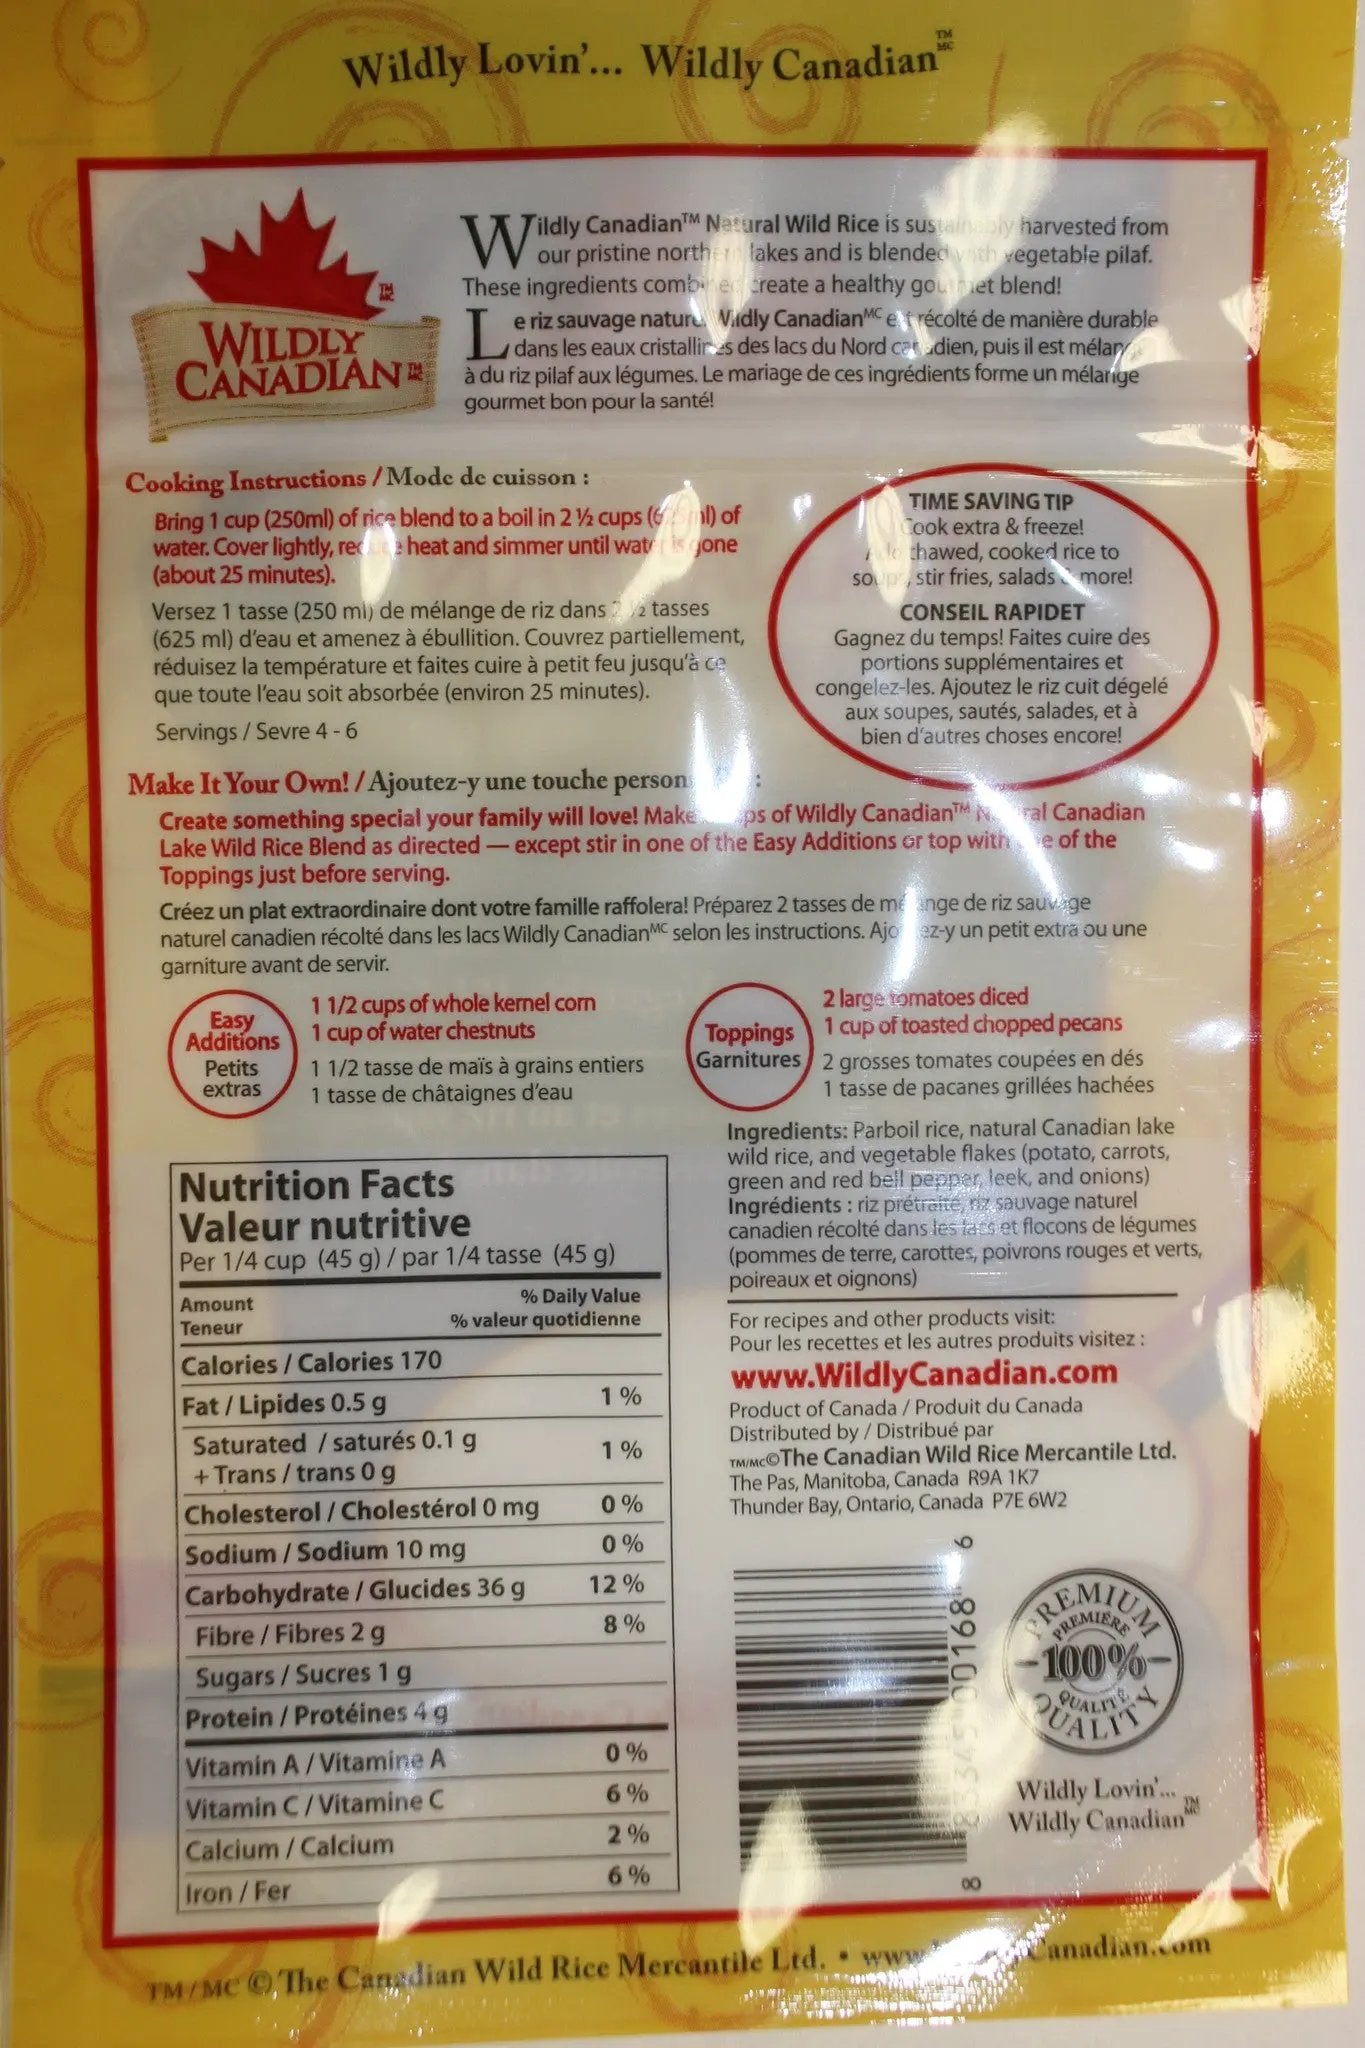 Wildly Lovin'... Wildly Canadian™ MC
WILDLY
CANADIAN TM MC
Wildly Canadian™ Natural Wild Rice is sustainably harvested from
our pristine northern lakes and is blended with vegetable pilaf.
These ingredients combined create a healthy gourmet blend!
Le riz sauvage naturel Wildly Canadian MC est récolté de manière durable
dans les eaux cristallines des lacs du Nord canadien, puis il est mélangé
à du riz pilaf aux légumes. Le mariage de ces ingrédients forme un mélange
gourmet bon pour la santé!
Cooking Instructions / Mode de cuisson :
Bring 1 cup (250ml) of rice blend to a boil in 2 ½ cups (625ml) of
water. Cover lightly, reduce heat and simmer until water is gone
(about 25 minutes).
Versez 1 tasse (250 ml) de mélange de riz dans 2 ½ tasses
(625 ml) d'eau et amenez à ébullition. Couvrez partiellement,
réduisez la température et faites cuire à petit feu jusqu'à ce
que toute l'eau soit absorbée (environ 25 minutes).
Servings / Sevre 4 - 6
TIME SAVING TIP
Cook extra & freeze!
Add thawed, cooked rice to
soups, stir fries, salads & more!
CONSEIL RAPIDET
Gagnez du temps! Faites cuire des
portions supplémentaires et
congelez-les. Ajoutez le riz cuit dégelé
aux soupes, sautés, salades, et à
bien d'autres choses encore!
Make It Your Own! / Ajoutez-y une touche :
Create something special your family will love! Make of Wildly Canadian™ Natural Canadian
Lake Wild Rice Blend as directed — except stir in one of the Easy Additions or top with one of the
Toppings just before serving.
Créez un plat extraordinaire dont votre famille raffolera! Préparez 2 tasses de mélange de riz sauvage
naturel canadien récolté dans les lacs Wildly Canadian MC selon les instructions. Ajoutez-y un petit extra ou une
garniture avant de servir.
Easy
Additions
Petits
extras
1 1/2 cups of whole kernel corn
1 cup of water chestnuts
1 1/2 tasse de maïs à grains entiers
1 tasse de châtaignes d'eau
Toppings
Garnitures
2 large tomatoes diced
1 cup of toasted chopped pecans
2 grosses tomates coupées en dés
1 tasse de pacanes grillées hachées
Nutrition Facts
Valeur nutritive
Per 1/4 cup (45 g) / par 1/4 tasse (45 g)
Amount % Daily Value
Teneur % valeur quotidienne
Calories / Calories 170
Fat / Lipides 0.5 g 1 %
Saturated / saturés 0.1 g 1 %
+ Trans / trans 0 g
Cholesterol / Cholestérol 0 mg 0 %
Sodium / Sodium 10 mg 0 %
Carbohydrate / Glucides 36 g 12 %
Fibre / Fibres 2 g 8 %
Sugars / Sucres 1 g
Protein / Protéines 4 g
Vitamin A / Vitamine A 0 %
Vitamin C / Vitamine C 6 %
Calcium / Calcium 2 %
Iron / Fer 6 %
Ingredients: Parboil rice, natural Canadian lake
wild rice, and vegetable flakes (potato, carrots,
green and red bell pepper, leek, and onions)
Ingrédients : riz prétraité, riz sauvage naturel
canadien récolté dans les lacs et flocons de légumes
(pommes de terre, carottes, poivrons rouges et verts,
poireaux et oignons)
For recipes and other products visit:
Pour les recettes et les autres produits visitez :
www.WildlyCanadian.com
Product of Canada / Produit du Canada
Distributed by / Distribué par
TM/MC©The Canadian Wild Rice Mercantile Ltd.
The Pas, Manitoba, Canada R9A 1K7
Thunder Bay, Ontario, Canada P7E 6W2
8 33345 00168 6
PREMIUM
PREMIÈRE
100%
QUALITÉ
QUALITY
Wildly Lovin'...
Wildly Canadian TM MC
TM / MC © The Canadian Wild Rice Mercantile Ltd. •